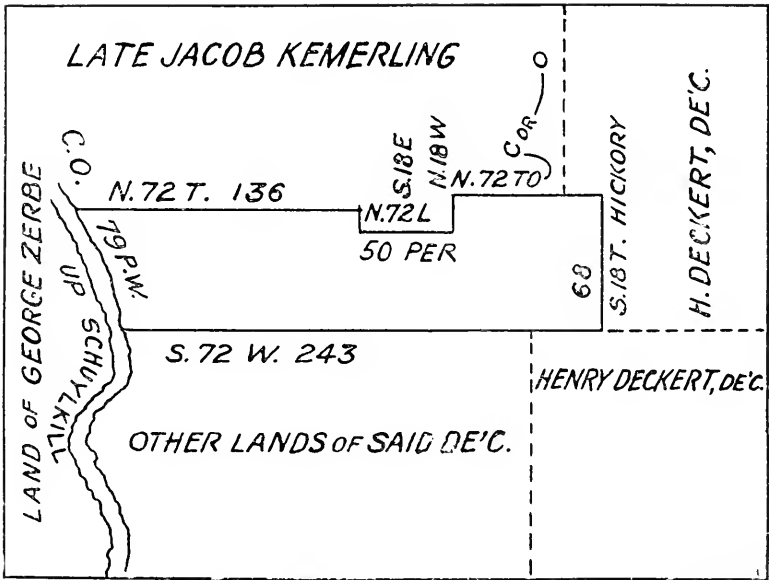 LATE JACOB KEMERLING
O
COR
C.O.
S.18E
N.18W
N.72 T. 136
N.72L
N.72 TO
50 PER
79 P.W.
LAND OF GEORGE ZERBE
UP SCHUYLKILL
68
S.18T. HICKORY
H. DECKERT, DE'C.
S. 72 W. 243
HENRY DECKERT, DE'C.
OTHER LANDS OF SAID DE'C.